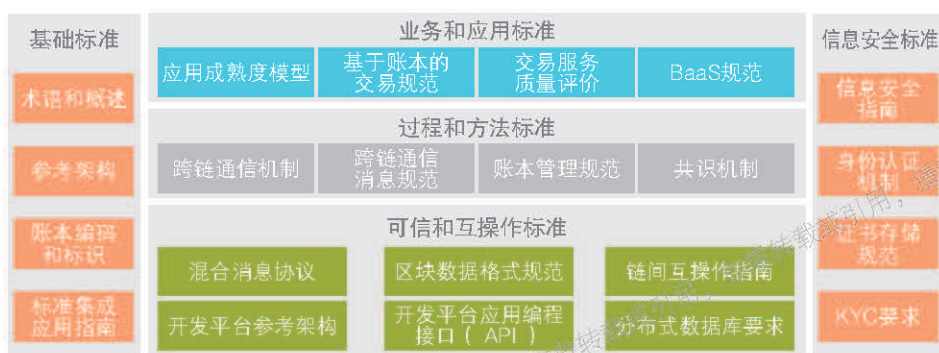 基础标准
术语和概述
参考架构
账本编码
和标识
标准集成
应用指南
业务和应用标准
应用成熟度模型
基于账本的
交易规范
交易服务
质量评价
BaaS规范
过程和方法标准
跨链通信机制
跨链通信
消息规范
账本管理规范
共识机制
可信和互操作标准
混合消息协议
区块数据格式规范
链间互操作指南
开发平台参考架构
开发平台应用编程
接口（API）
分布式数据库要求
信息安全标准
信息安全
指南
身份认证
机制
证书存储
规范
KYC要求